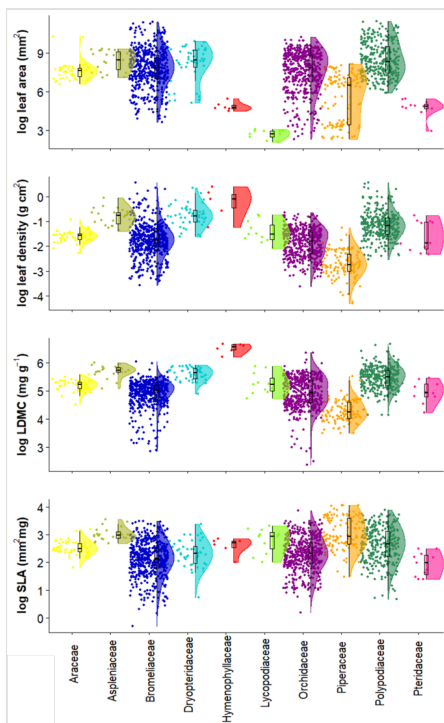 log leaf area (mm²)
9
6
3
log leaf density (g cm³)
0
-1
-2
-3
-4
log LDMC (mg g⁻¹)
6
5
4
3
log SLA (mm²mg)
4
3
2
1
0
Araceae
Aspleniaceae
Bromeliaceae
Dryopteridaceae
Hymenophyllaceae
Lycopodiaceae
Orchidaceae
Piperaceae
Polypodiaceae
Pteridaceae